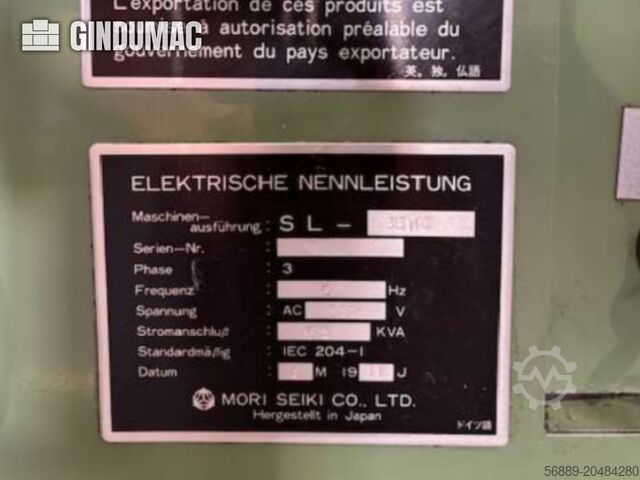 L'exportation de ces produits est
à autorisation préalable du
gouvernement du pays exportateur.
GINDUMAC
英, 独, 仏語
ELEKTRISCHE NENNLEISTUNG
Maschinen-
ausführung : SL-
Serien-Nr. :
Phase : 3
Frequenz : Hz
Spannung : AC V
Stromanschluß : KVA
Standardmäßig : IEC 204-1
Datum : M 19 J
MORI SEIKI CO., LTD.
Hergestellt in Japan
ドイツ語
56889-20484280